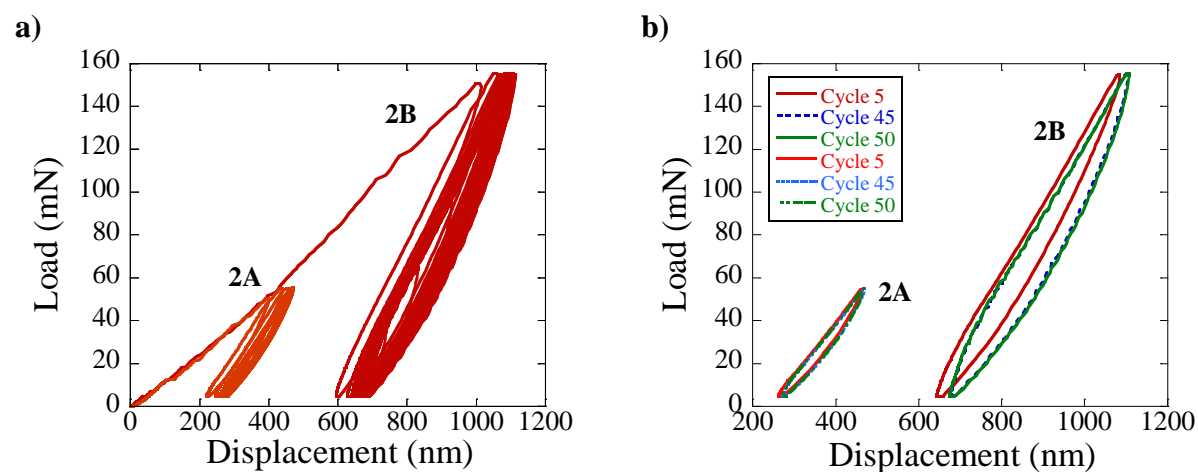 a)
160
140
120
100
80
60
40
20
0
Load (mN)
2B
2A
0 200 400 600 800 1000 1200
Displacement (nm)
b)
160
140
120
100
80
60
40
20
0
Load (mN)
Cycle 5
Cycle 45
Cycle 50
Cycle 5
Cycle 45
Cycle 50
2B
2A
200 400 600 800 1000 1200
Displacement (nm)